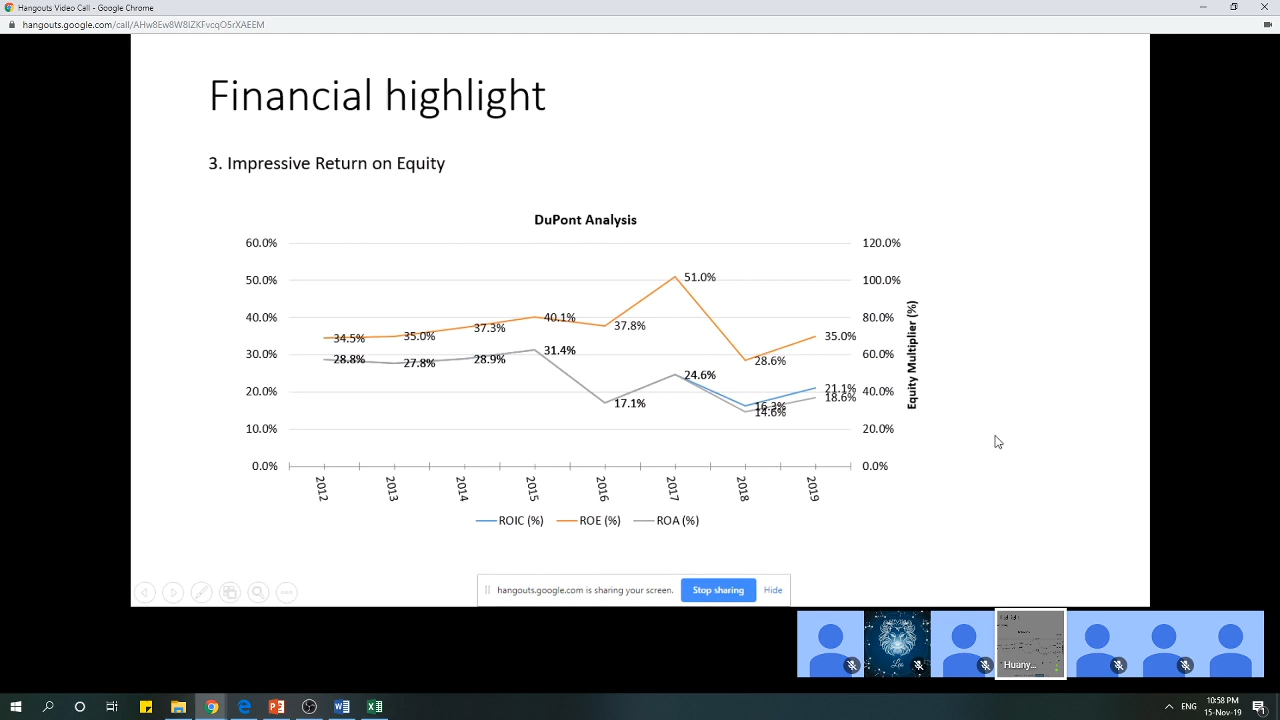 Hangouts Video Call - Google Chrome
hangouts.google.com/call/AHw8Ew8W8IZKFvcqO5rXAEEM
Financial highlight
3. Impressive Return on Equity
DuPont Analysis
60.0%
50.0%
40.0%
30.0%
20.0%
10.0%
0.0%
120.0%
100.0%
80.0%
60.0%
40.0%
20.0%
0.0%
Equity Multiplier (%)
34.5%
35.0%
37.3%
40.1%
37.8%
51.0%
28.6%
35.0%
28.8%
27.8%
28.9%
31.4%
17.1%
24.6%
16.3%
14.6%
21.1%
18.6%
2012
2013
2014
2015
2016
2017
2018
2019
ROIC (%)
ROE (%)
ROA (%)
hangouts.google.com is sharing your screen.
Stop sharing
Hide
Huany...
ENG
10:58 PM
15-Nov-19